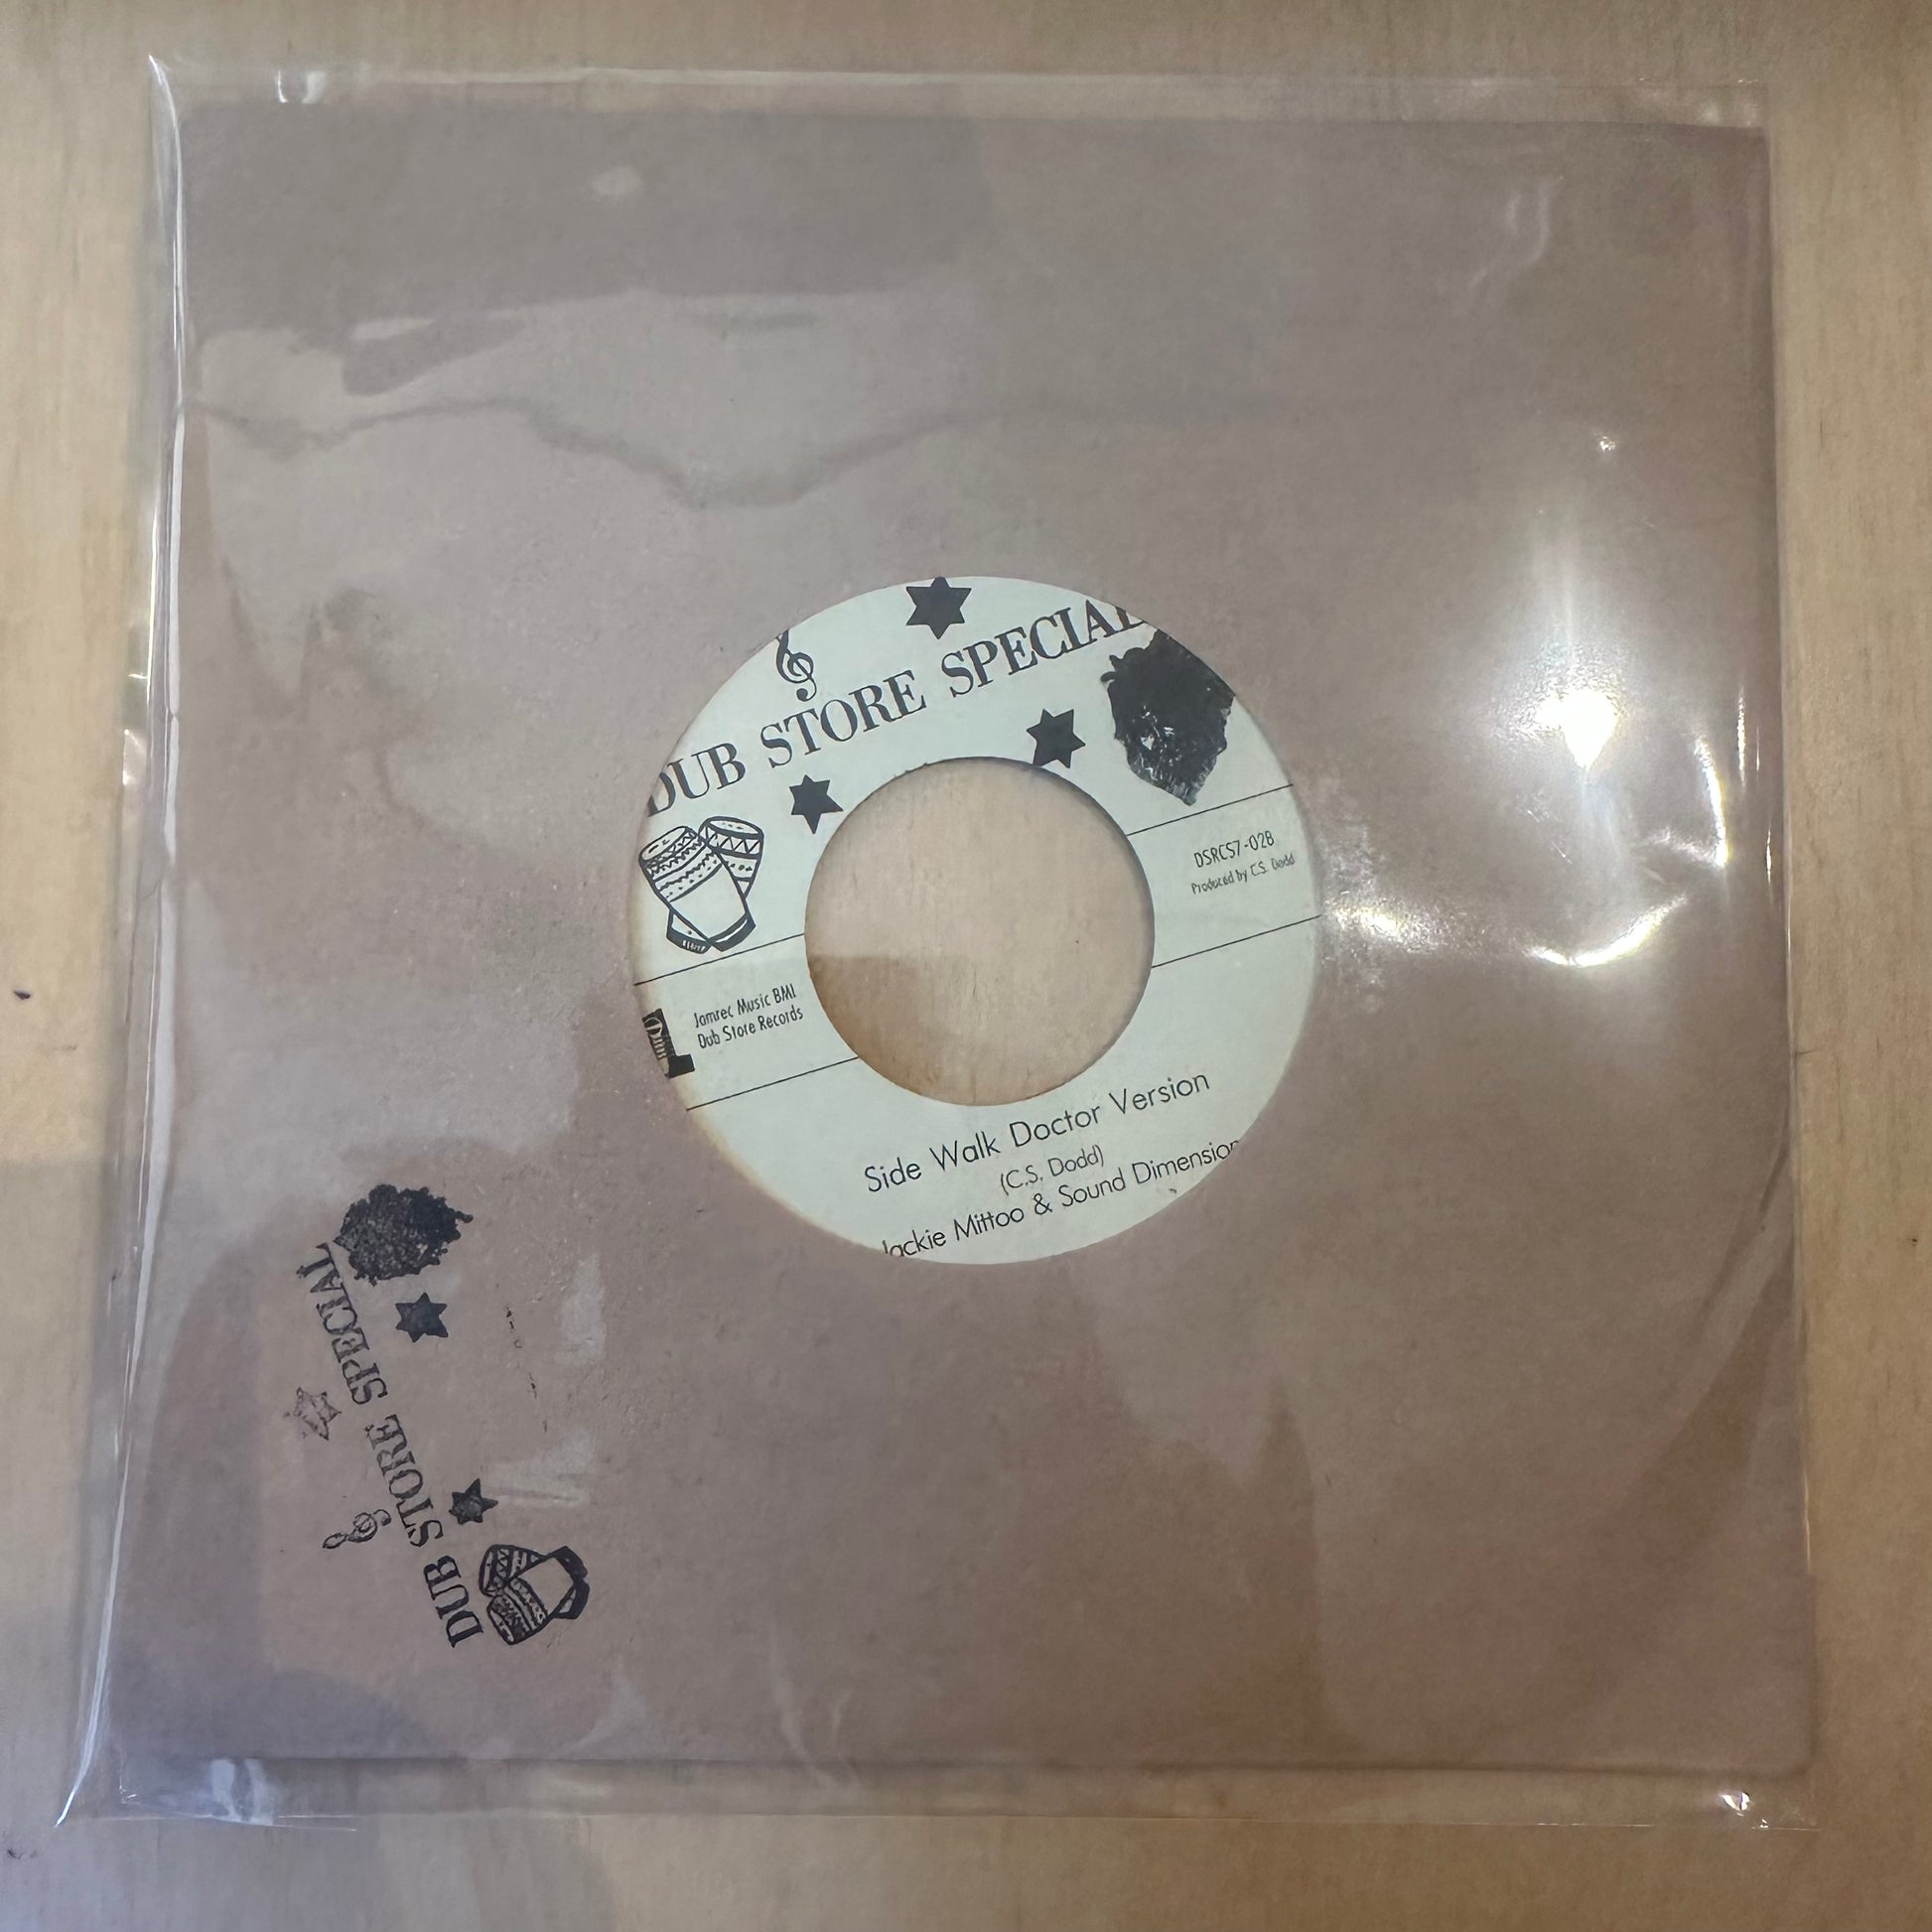 DUB STORE SPECIAL
DSRCS7-02B
Produced by C.S. Dodd
Jamrec Music BMI
Dub Store Records
Side Walk Doctor Version
(C.S. Dodd)
Jackie Mittoo & Sound Dimension
DUB STORE SPECIAL